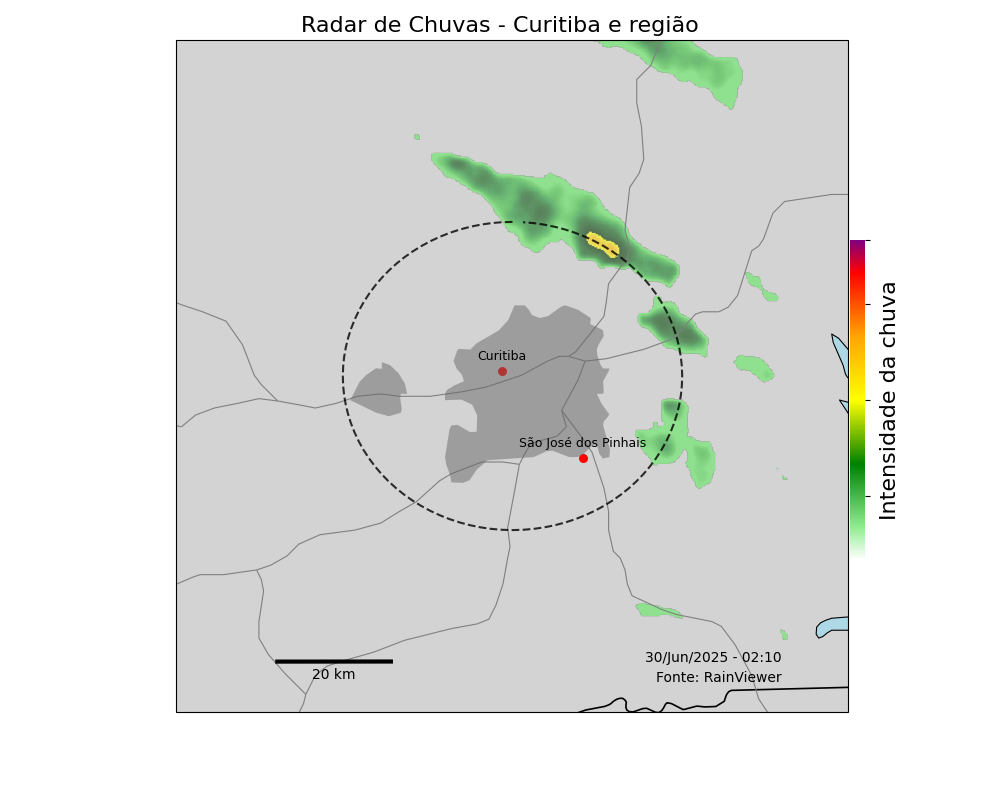 Radar de Chuvas - Curitiba e região
Curitiba
São José dos Pinhais
Intensidade da chuva
20 km
30/Jun/2025 - 02:10
Fonte: RainViewer